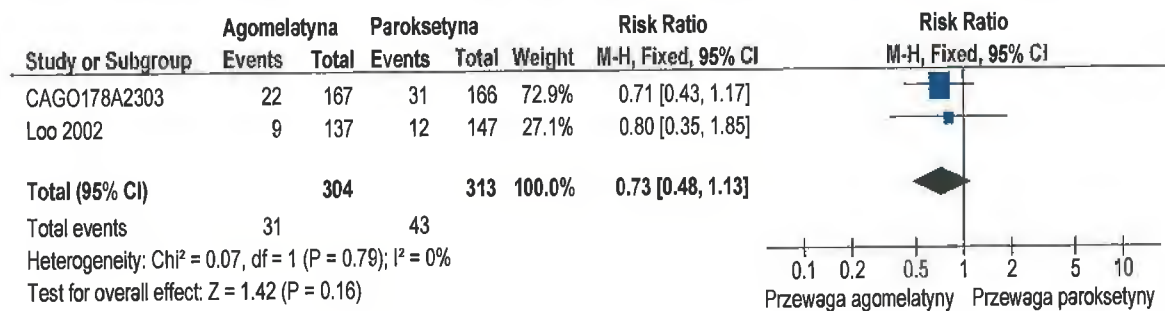 Agomelatyna Paroksetyna Risk Ratio Risk Ratio
Study or Subgroup Events Total Events Total Weight M-H, Fixed, 95% CI M-H, Fixed, 95% CI
CAGO178A2303 22 167 31 166 72.9% 0.71 [0.43, 1.17]
Loo 2002 9 137 12 147 27.1% 0.80 [0.35, 1.85]
Total (95% CI) 304 313 100.0% 0.73 [0.48, 1.13]
Total events 31 43
Heterogeneity: Chi² = 0.07, df = 1 (P = 0.79); I² = 0%
Test for overall effect: Z = 1.42 (P = 0.16)
0.1 0.2 0.5 1 2 5 10
Przewaga agomelatyny Przewaga paroksetyny